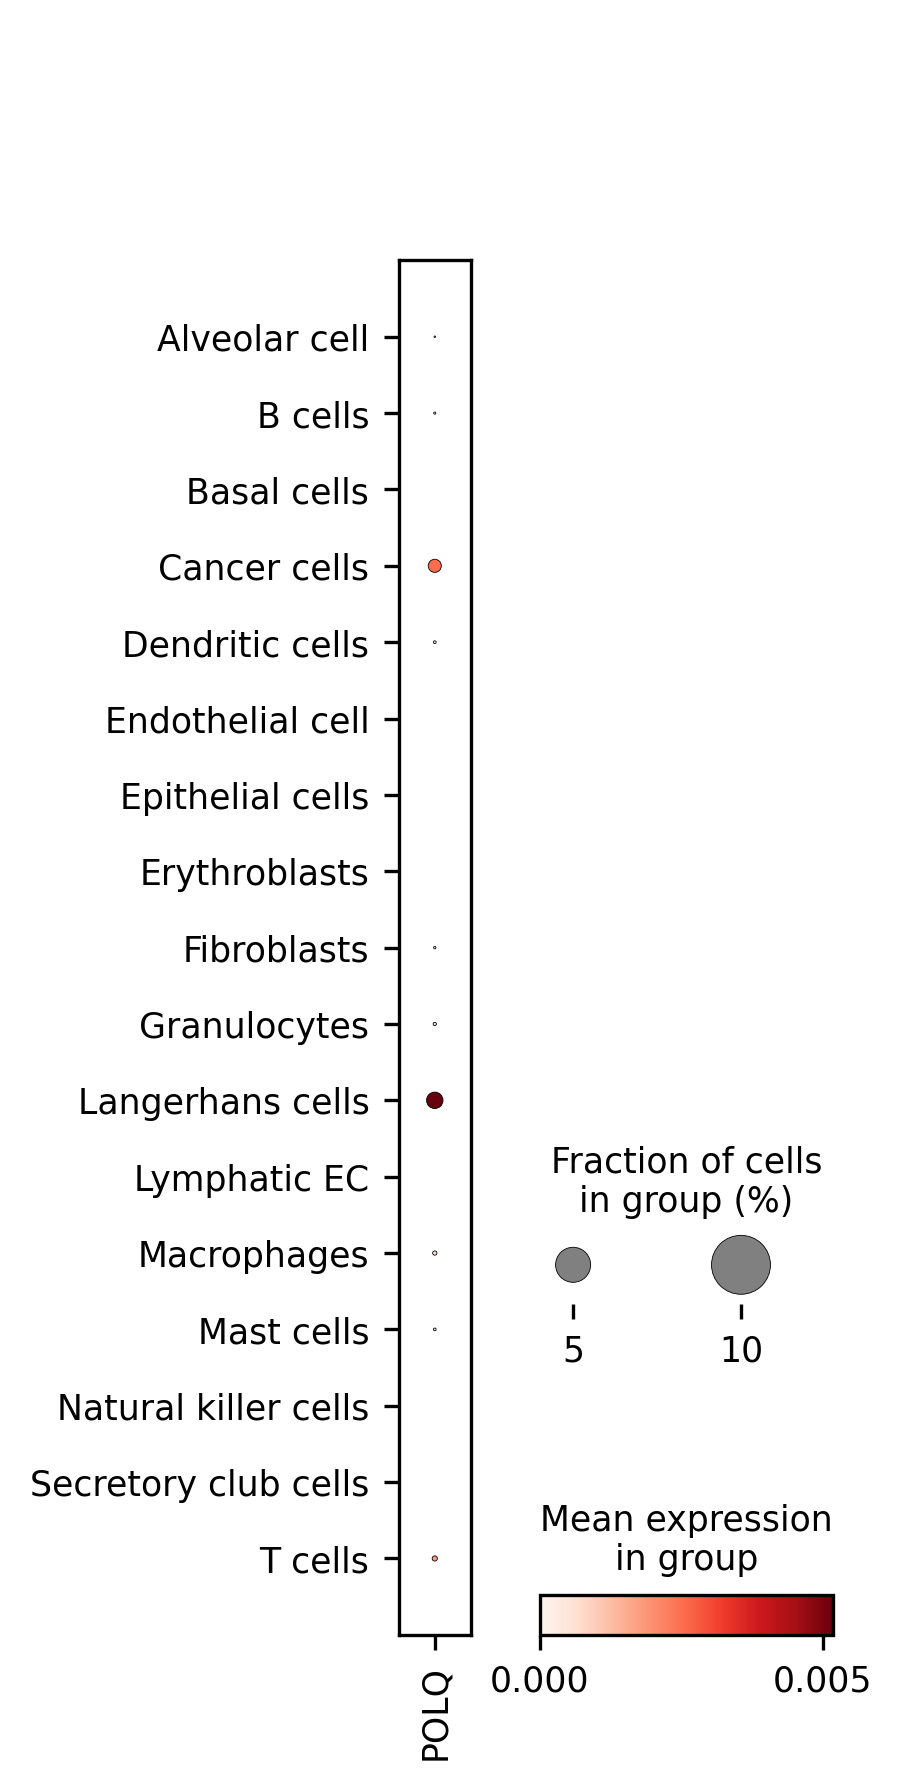 Alveolar cell
B cells
Basal cells
Cancer cells
Dendritic cells
Endothelial cell
Epithelial cells
Erythroblasts
Fibroblasts
Granulocytes
Langerhans cells
Lymphatic EC
Macrophages
Mast cells
Natural killer cells
Secretory club cells
T cells
POLQ
Fraction of cells
in group (%)
5 10
Mean expression
in group
0.000 0.005